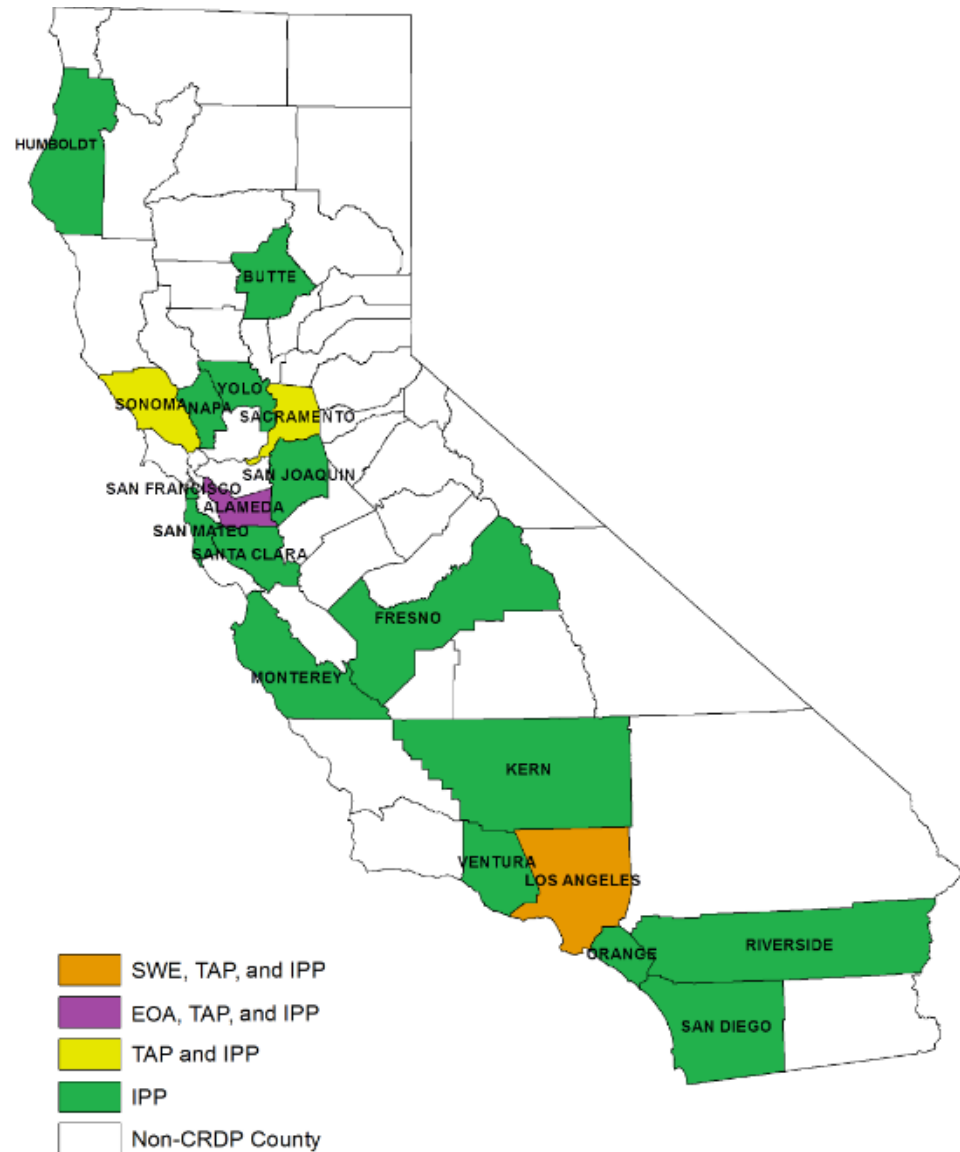 HUMBOLDT
BUTTE
YOLO
SONOMA
NAPA
SACRAMENTO
SAN JOAQUIN
SAN FRANCISCO
ALAMEDA
SAN MATEO
SANTA CLARA
FRESNO
MONTEREY
KERN
VENTURA
LOS ANGELES
ORANGE
RIVERSIDE
SAN DIEGO
SWE, TAP, and IPP
EOA, TAP, and IPP
TAP and IPP
IPP
Non-CRDP County